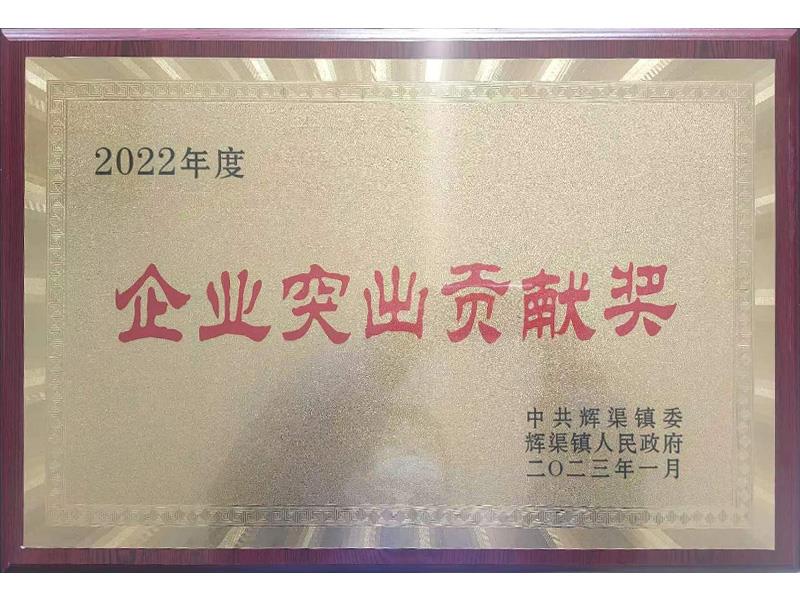 2022年度
企业突出贡献奖
中共辉渠镇委
辉渠镇人民政府
二〇二三年一月